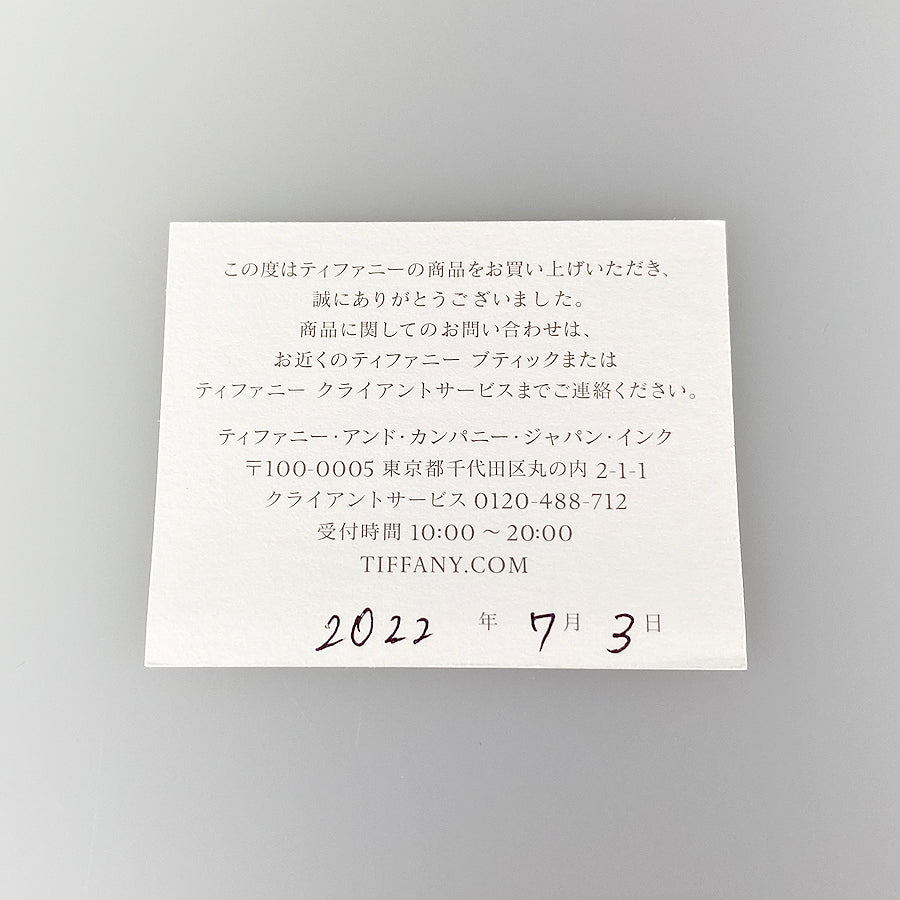 この度はティファニーの商品をお買い上げいただき、
誠にありがとうございました。
商品に関してのお問い合わせは、
お近くのティファニー ブティックまたは
ティファニー クライアントサービスまでご連絡ください。
ティファニー・アンド・カンパニー・ジャパン・インク
〒100-0005 東京都千代田区丸の内 2-1-1
クライアントサービス 0120-488-712
受付時間 10:00 ～ 20:00
TIFFANY.COM
2022 年 7 月 3 日